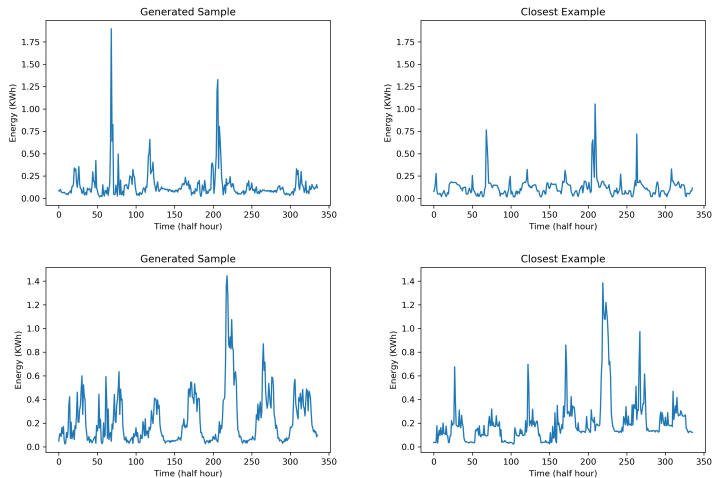 Generated Sample
Closest Example
Energy (KWh)
1.75
1.50
1.25
1.00
0.75
0.50
0.25
0.00
0 50 100 150 200 250 300 350
Time (half hour)
Energy (KWh)
1.75
1.50
1.25
1.00
0.75
0.50
0.25
0.00
0 50 100 150 200 250 300 350
Time (half hour)
Generated Sample
Closest Example
Energy (KWh)
1.4
1.2
1.0
0.8
0.6
0.4
0.2
0.0
0 50 100 150 200 250 300 350
Time (half hour)
Energy (KWh)
1.4
1.2
1.0
0.8
0.6
0.4
0.2
0.0
0 50 100 150 200 250 300 350
Time (half hour)